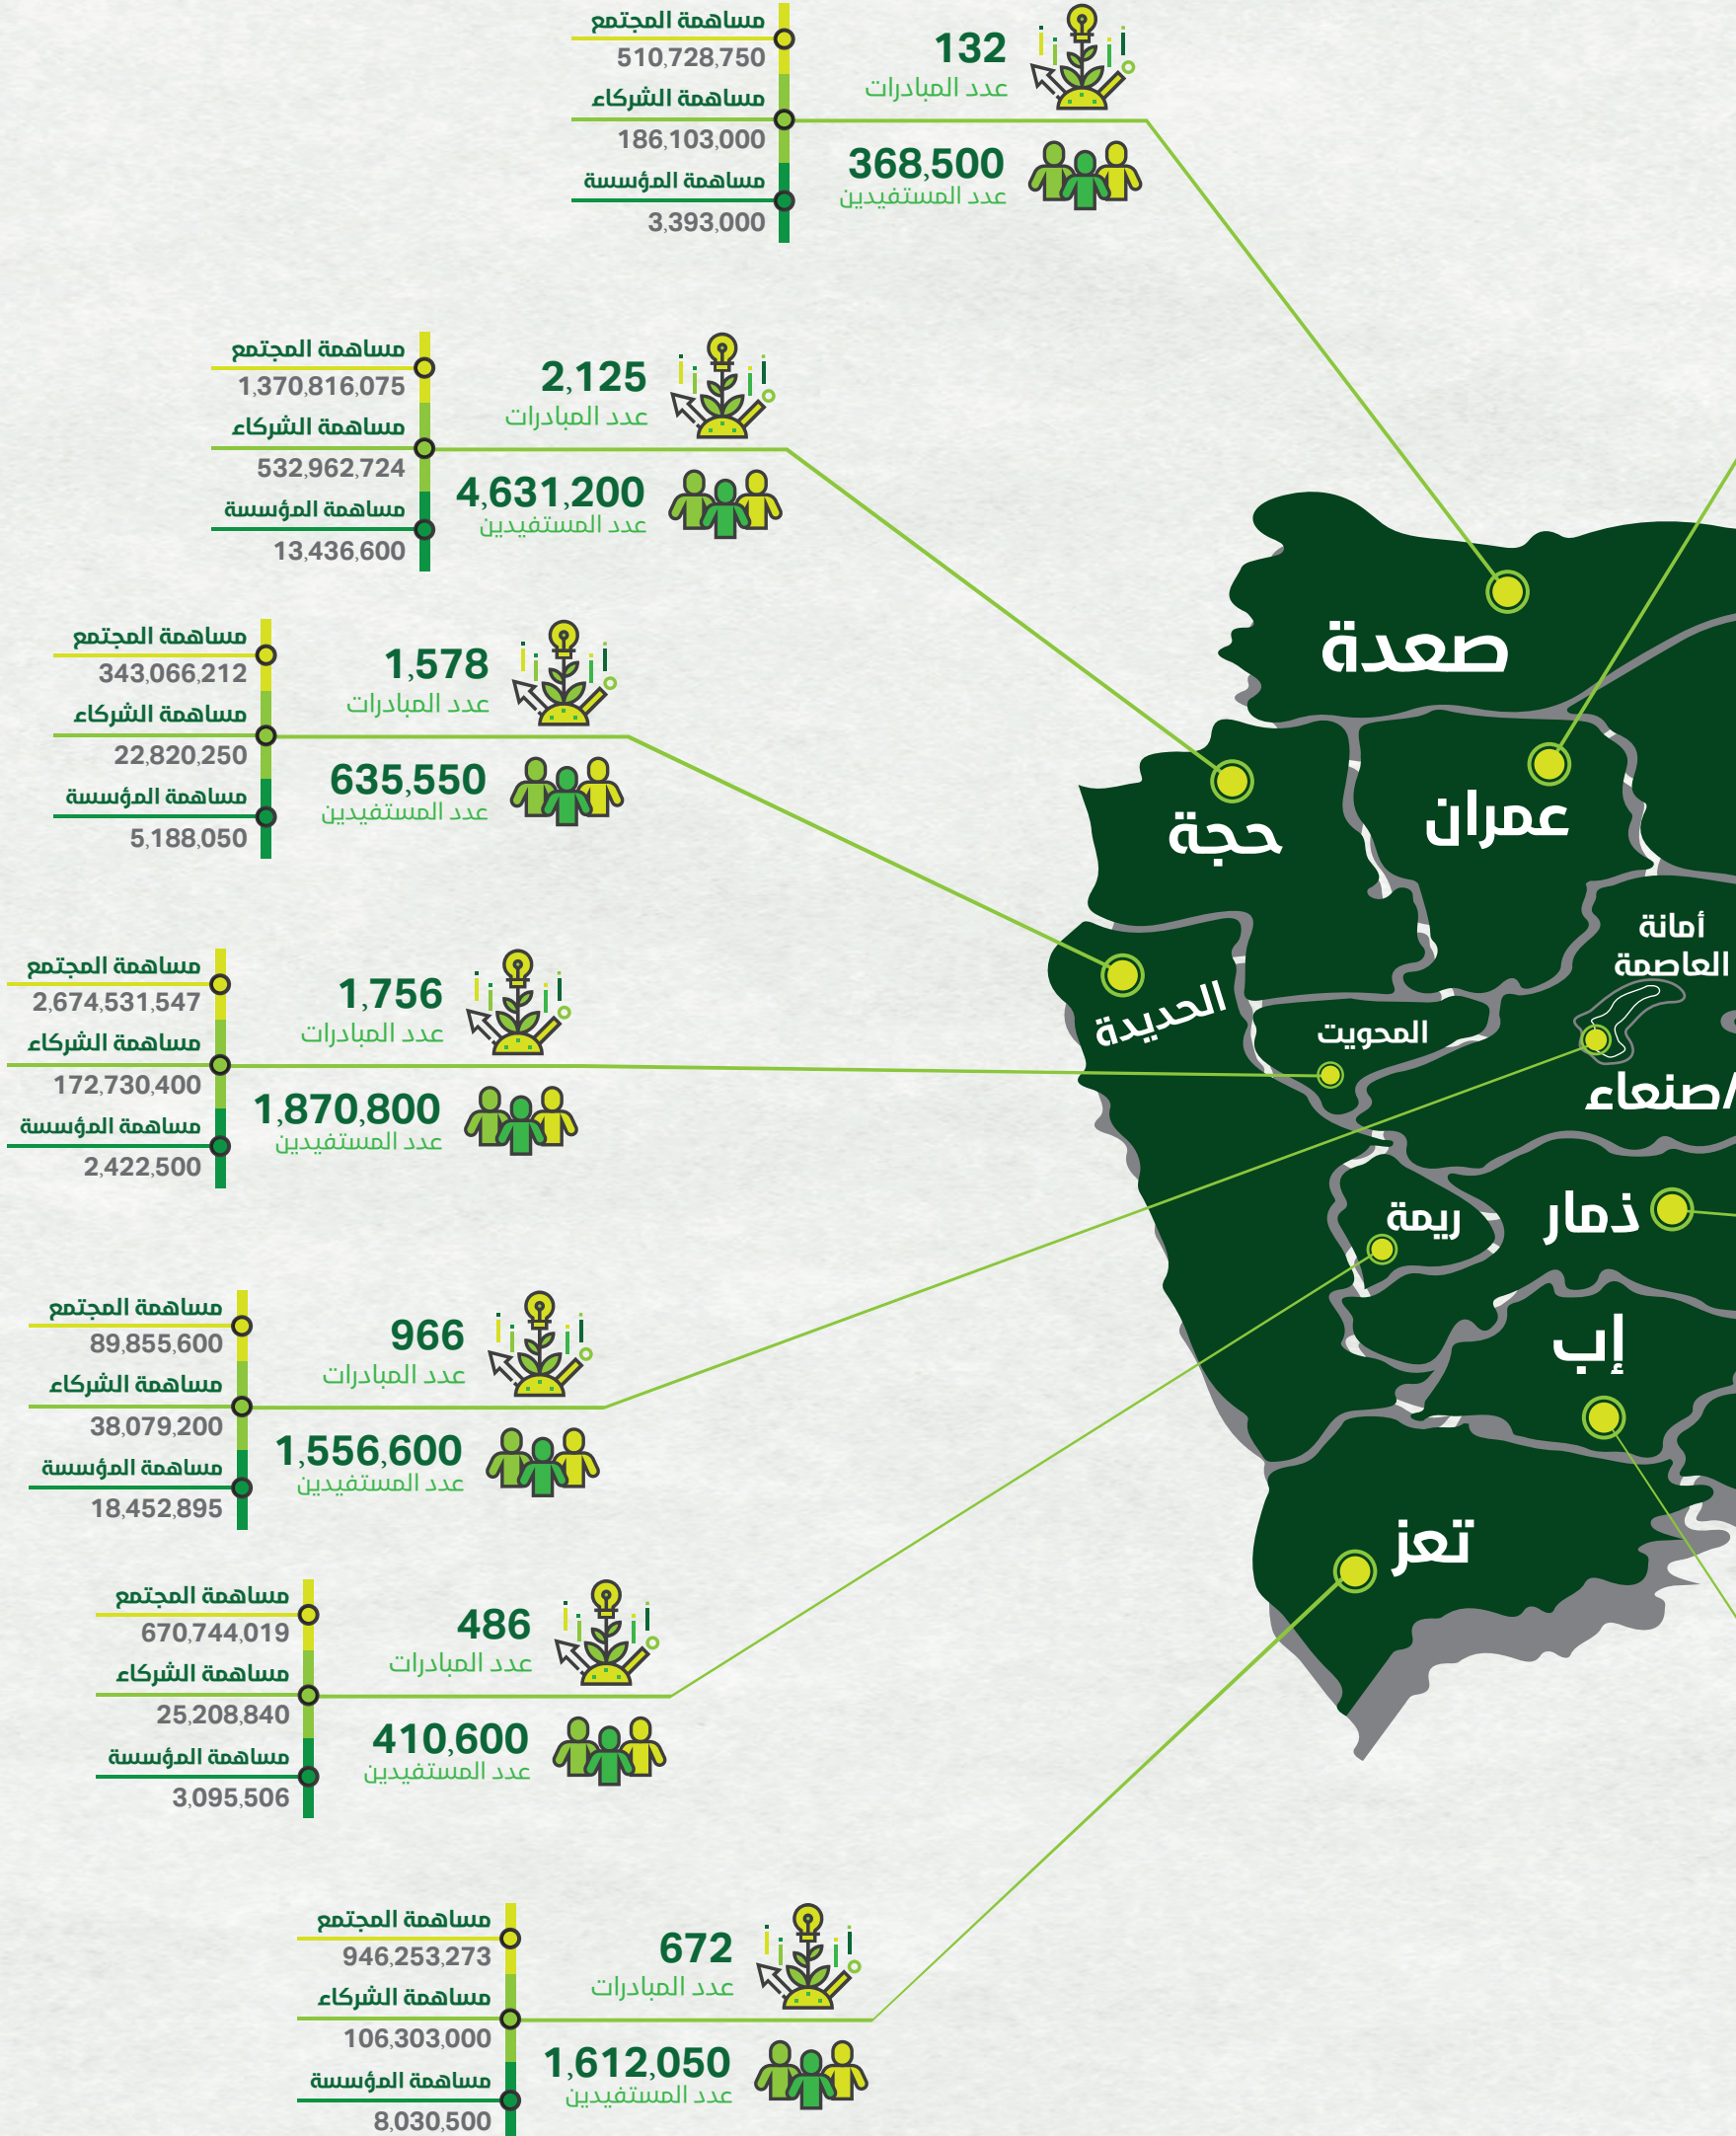 132
عدد المبادرات
368,500
عدد المستفيدين
مساهمة المجتمع
510,728,750
مساهمة الشركاء
186,103,000
مساهمة المؤسسة
3,393,000
2,125
عدد المبادرات
4,631,200
عدد المستفيدين
مساهمة المجتمع
1,370,816,075
مساهمة الشركاء
532,962,724
مساهمة المؤسسة
13,436,600
1,578
عدد المبادرات
635,550
عدد المستفيدين
مساهمة المجتمع
343,066,212
مساهمة الشركاء
22,820,250
مساهمة المؤسسة
5,188,050
1,756
عدد المبادرات
1,870,800
عدد المستفيدين
مساهمة المجتمع
2,674,531,547
مساهمة الشركاء
172,730,400
مساهمة المؤسسة
2,422,500
966
عدد المبادرات
1,556,600
عدد المستفيدين
مساهمة المجتمع
89,855,600
مساهمة الشركاء
38,079,200
مساهمة المؤسسة
18,452,895
486
عدد المبادرات
410,600
عدد المستفيدين
مساهمة المجتمع
670,744,019
مساهمة الشركاء
25,208,840
مساهمة المؤسسة
3,095,506
672
عدد المبادرات
1,612,050
عدد المستفيدين
مساهمة المجتمع
946,253,273
مساهمة الشركاء
106,303,000
مساهمة المؤسسة
8,030,500
صعدة
عمران
حجة
أمانة
العاصمة
الحديدة
المحويت
/صنعاء
ذمار
ريمة
إب
تعز